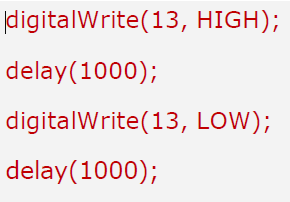 digitalWrite(13, HIGH);
delay(1000);
digitalWrite(13, LOW);
delay(1000);